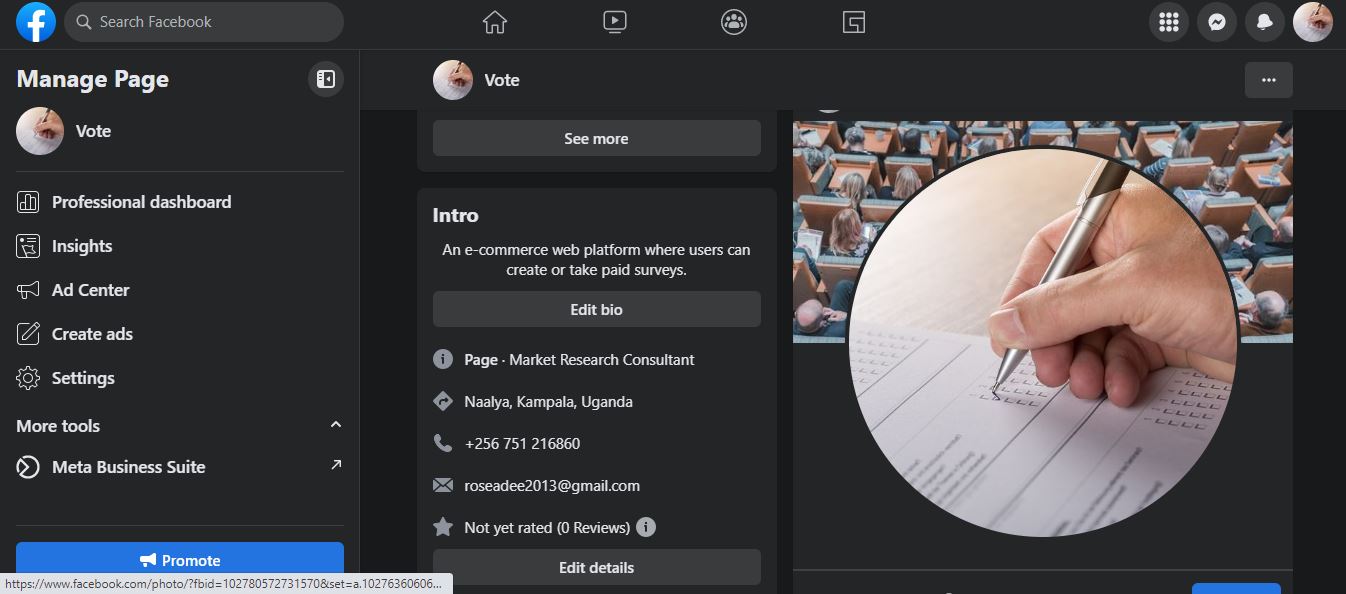 Search Facebook
Manage Page
Vote
Professional dashboard
Insights
Ad Center
Create ads
Settings
More tools
Meta Business Suite
Promote
https://www.facebook.com/photo/?fbid=102780572731570&set=a.10276360606...
Vote
See more
Intro
An e-commerce web platform where users can
create or take paid surveys.
Edit bio
Page · Market Research Consultant
Naalya, Kampala, Uganda
+256 751 216860
roseadee2013@gmail.com
Not yet rated (0 Reviews)
Edit details